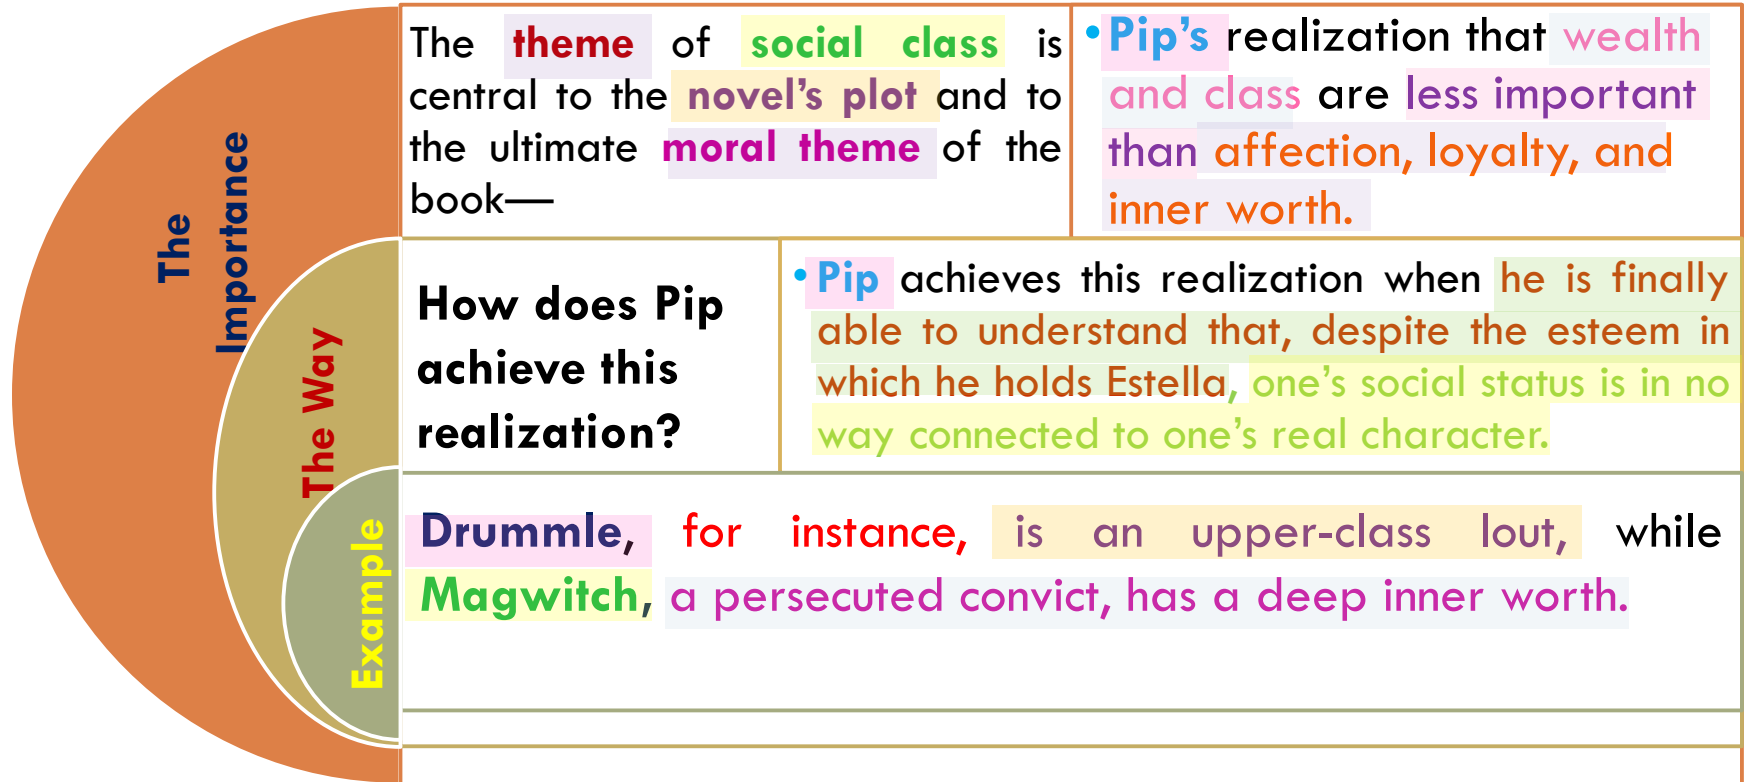 The
Importance
The theme of social class is
central to the novel’s plot and to
the ultimate moral theme of the
book—
•Pip’s realization that wealth
and class are less important
than affection, loyalty, and
inner worth.
The Way
How does Pip
achieve this
realization?
•Pip achieves this realization when he is finally
able to understand that, despite the esteem in
which he holds Estella, one’s social status is in no
way connected to one’s real character.
Example
Drummle, for instance, is an upper-class lout, while
Magwitch, a persecuted convict, has a deep inner worth.